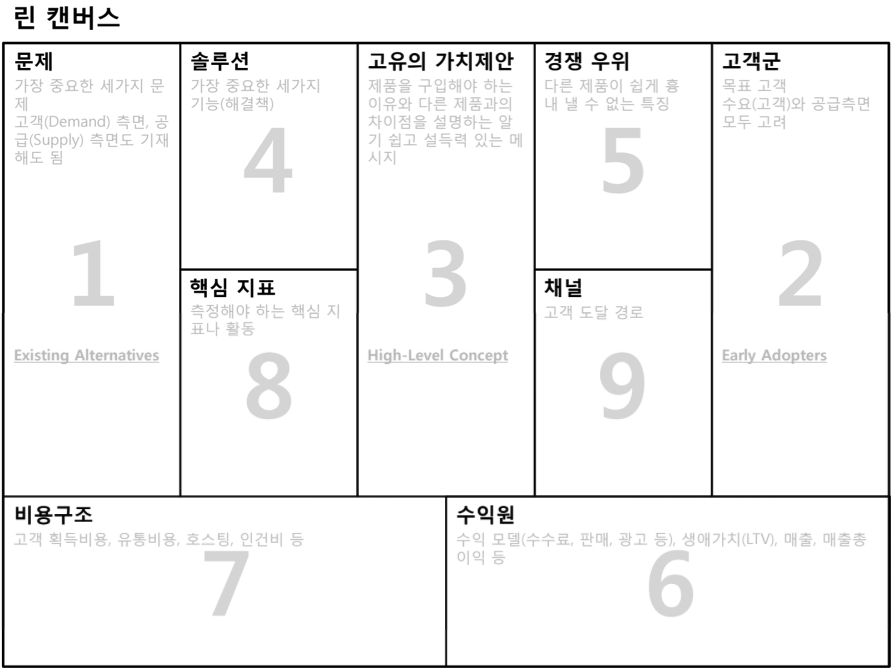 린 캔버스
문제
가장 중요한 세가지 문
제
고객(Demand) 측면, 공
급(Supply) 측면도 기재
해도 됨
1
Existing Alternatives
솔루션
가장 중요한 세가지
기능(해결책)
4
핵심 지표
측정해야 하는 핵심 지
표나 활동
8
고유의 가치제안
제품을 구입해야 하는
이유와 다른 제품과의
차이점을 설명하는 알
기 쉽고 설득력 있는 메
시지
3
High-Level Concept
경쟁 우위
다른 제품이 쉽게 흉
내 낼 수 없는 특징
5
채널
고객 도달 경로
9
고객군
목표 고객
수요(고객)와 공급측면
모두 고려
2
Early Adopters
비용구조
고객 획득비용, 유통비용, 호스팅, 인건비 등
7
수익원
수익 모델(수수료, 판매, 광고 등), 생애가치(LTV), 매출, 매출총
이익 등
6